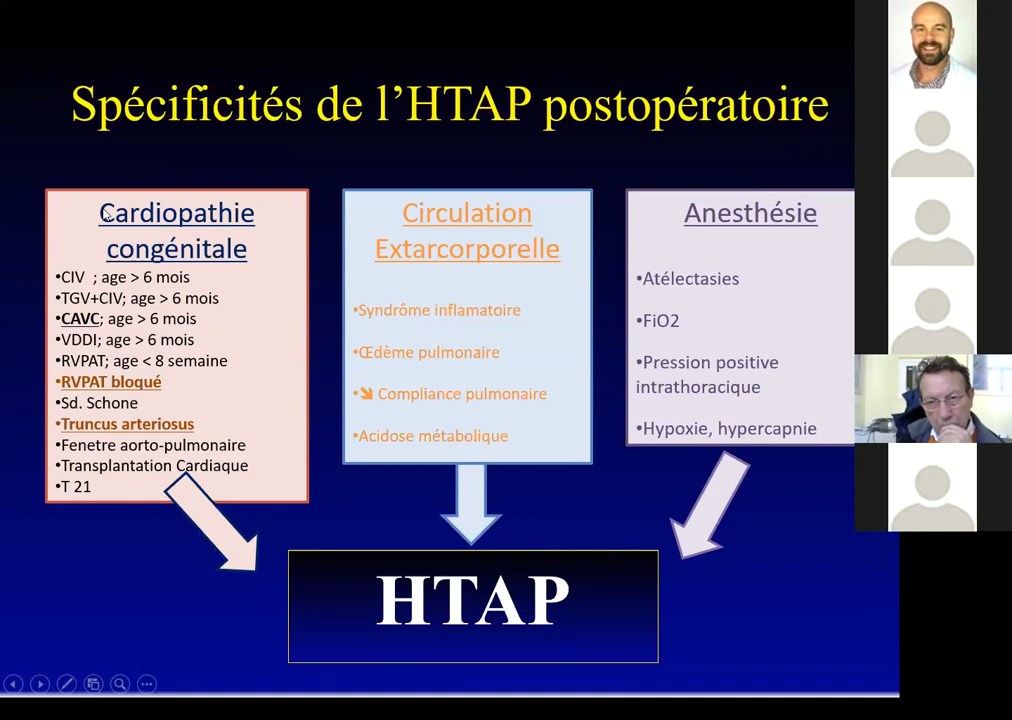 Spécificités de l’HTAP postopératoire
Cardiopathie
congénitale
•CIV ; age > 6 mois
•TGV+CIV; age > 6 mois
•CAVC; age > 6 mois
•VDDI; age > 6 mois
•RVPAT; age < 8 semaine
•RVPAT bloqué
•Sd. Schone
•Truncus arteriosus
•Fenetre aorto-pulmonaire
•Transplantation Cardiaque
•T 21
Circulation
Extarcorporelle
•Syndrôme inflamatoire
•Œdème pulmonaire
•⬊ Compliance pulmonaire
•Acidose métabolique
Anesthésie
•Atélectasies
•FiO2
•Pression positive
intrathoracique
•Hypoxie, hypercapnie
HTAP